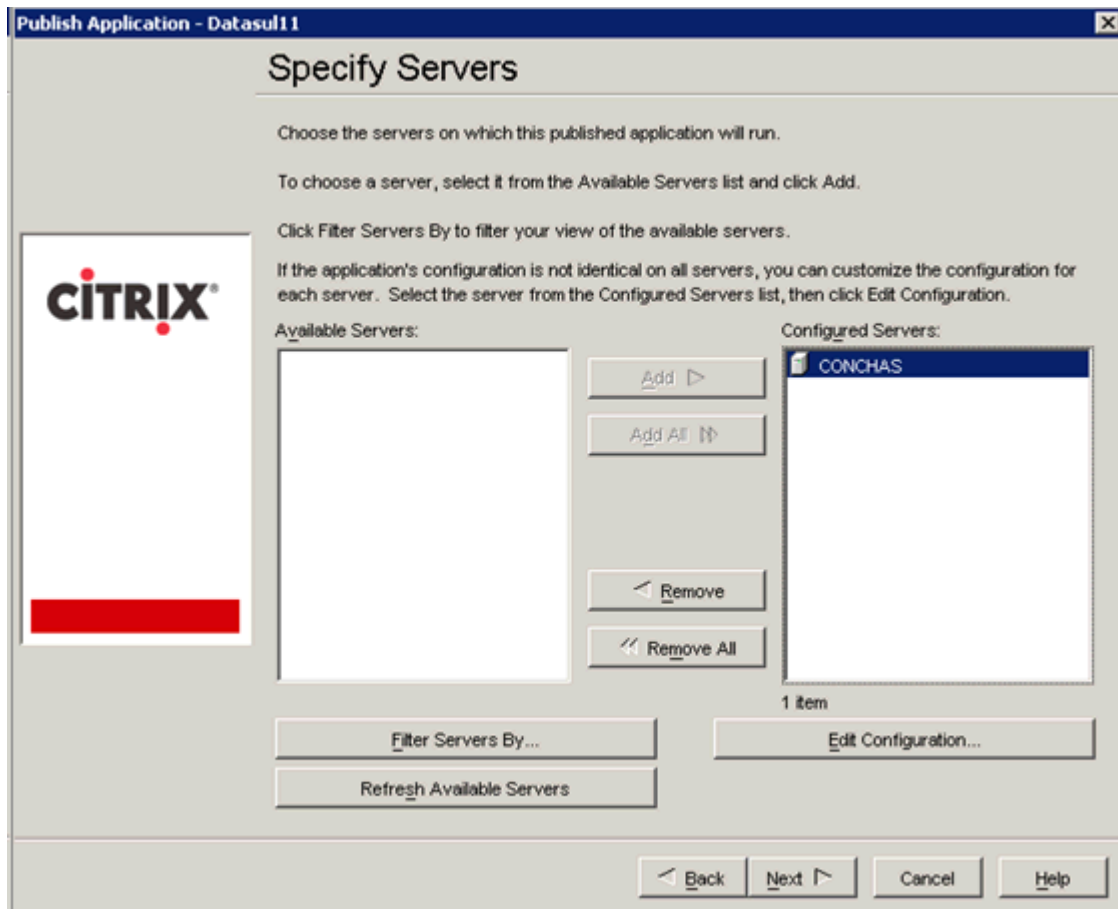 Publish Application - Datasul11
Specify Servers
Choose the servers on which this published application will run.
To choose a server, select it from the Available Servers list and click Add.
Click Filter Servers By to filter your view of the available servers.
If the application's configuration is not identical on all servers, you can customize the configuration for
each server. Select the server from the Configured Servers list, then click Edit Configuration.
CITRIX®
Available Servers:
Configured Servers:
Add
CONCHAS
Add All
Remove
Remove All
1 item
Filter Servers By...
Edit Configuration...
Refresh Available Servers
Back
Next
Cancel
Help